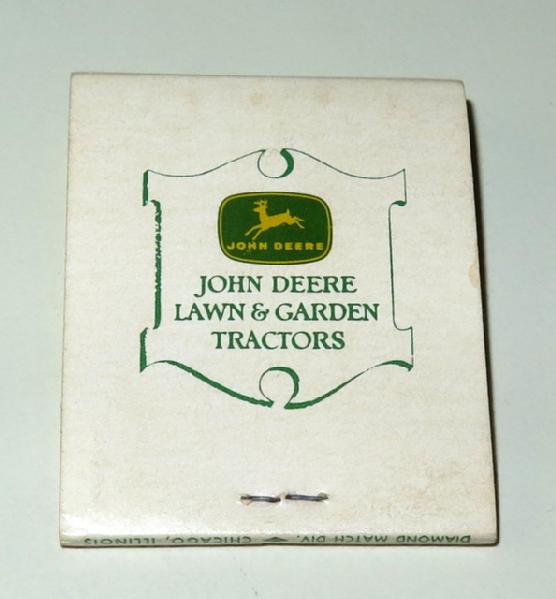 JOHN DEERE
JOHN DEERE
LAWN & GARDEN
TRACTORS
DIAMOND MATCH DIV. ▼ CHICAGO, ILLINOIS